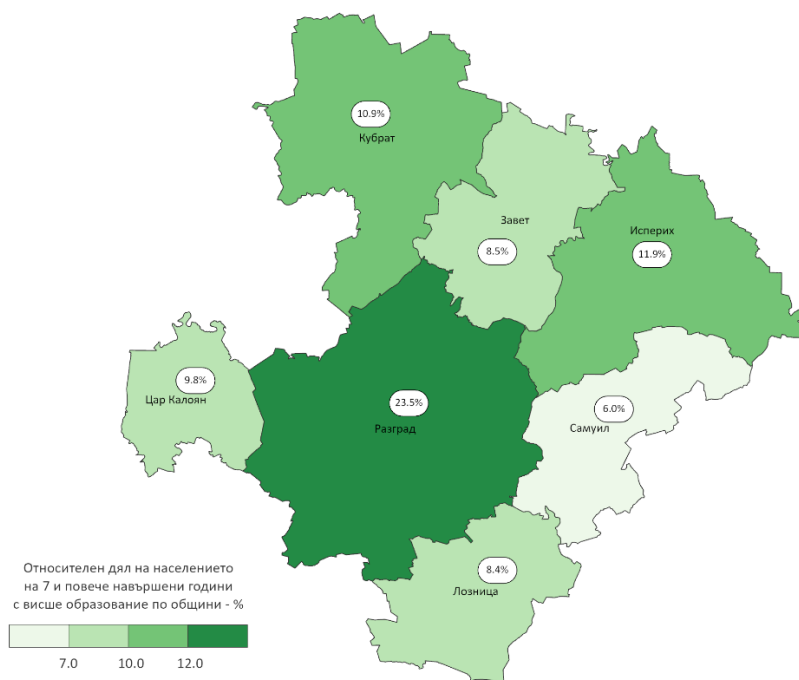 10.9%
Кубрат
Завет
8.5%
Исперих
11.9%
9.8%
Цар Калоян
23.5%
Разград
6.0%
Самуил
8.4%
Лозница
Относителен дял на населението
на 7 и повече навършени години
с висше образование по общини - %
7.0 10.0 12.0